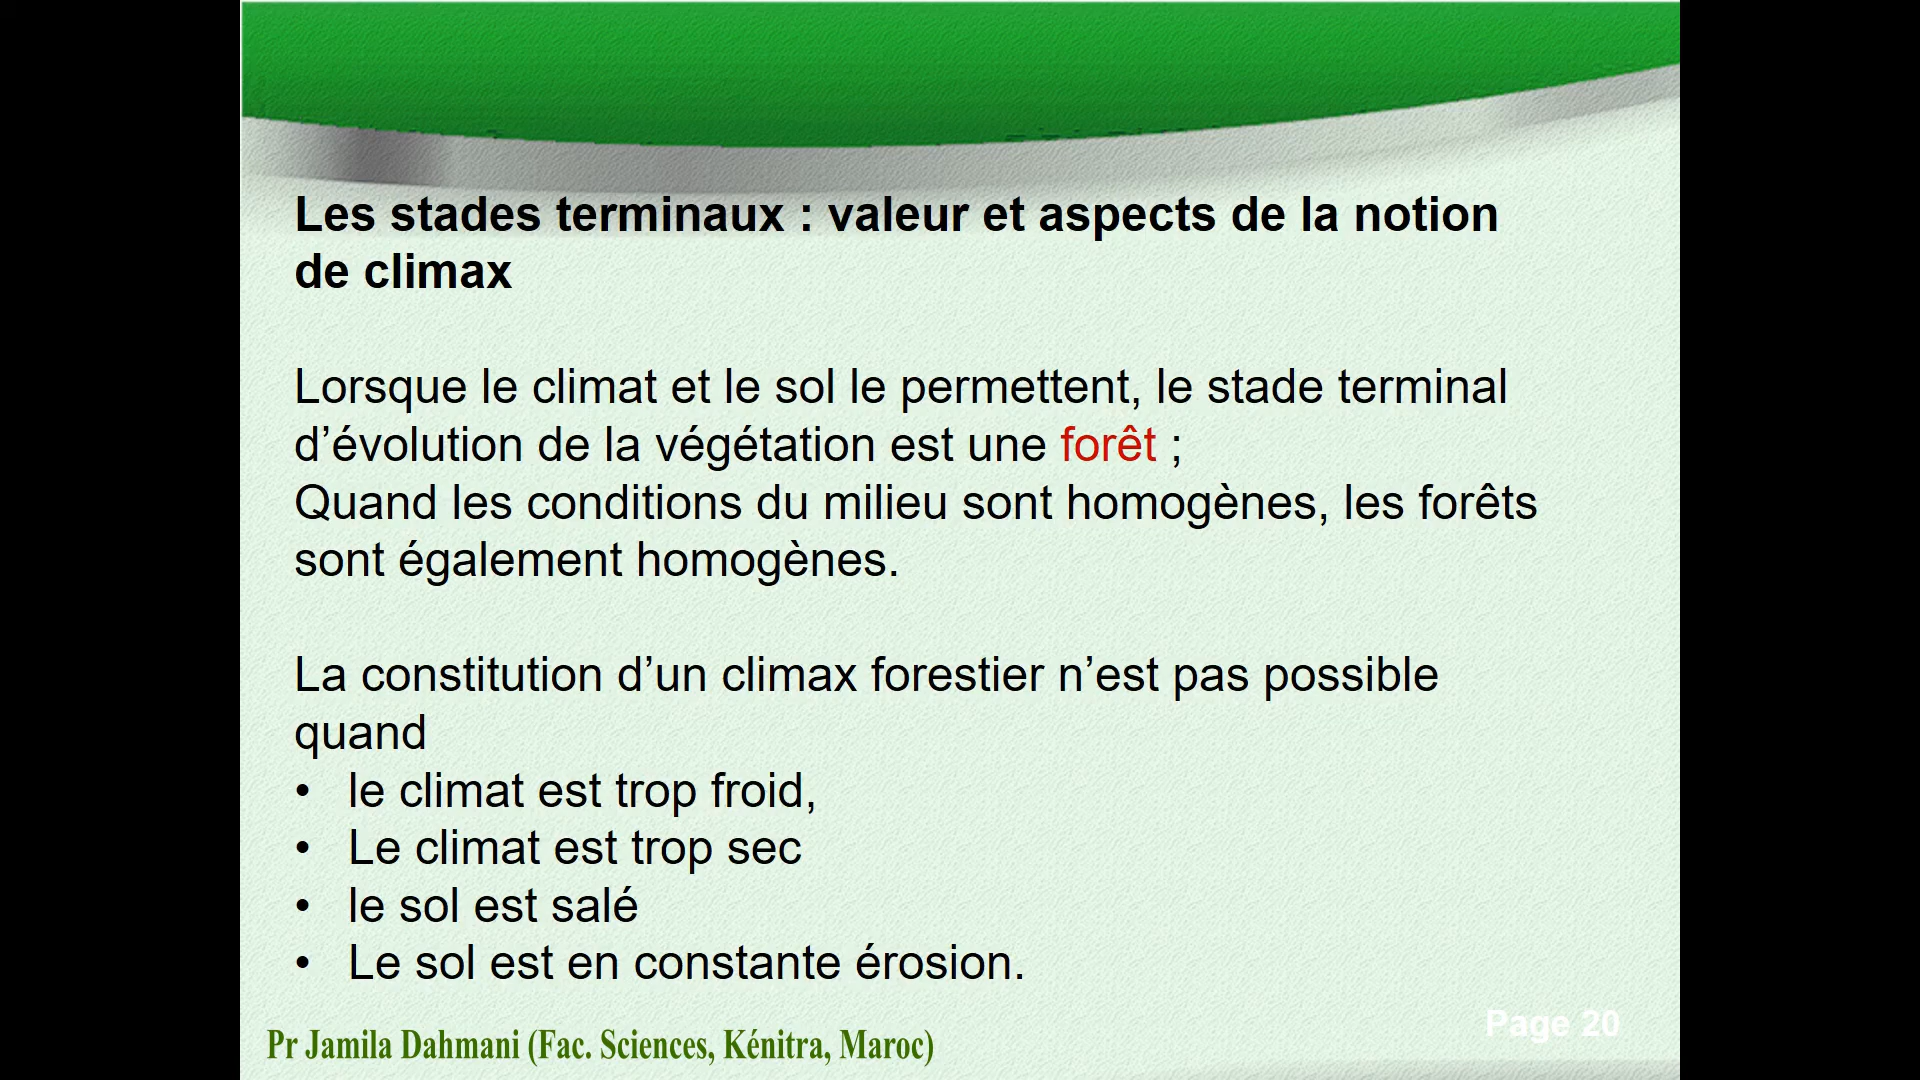 Les stades terminaux : valeur et aspects de la notion
de climax
Lorsque le climat et le sol le permettent, le stade terminal
d’évolution de la végétation est une forêt ;
Quand les conditions du milieu sont homogènes, les forêts
sont également homogènes.
La constitution d’un climax forestier n’est pas possible
quand
• le climat est trop froid,
• Le climat est trop sec
• le sol est salé
• Le sol est en constante érosion.
Page 20
Pr Jamila Dahmani (Fac. Sciences, Kénitra, Maroc)